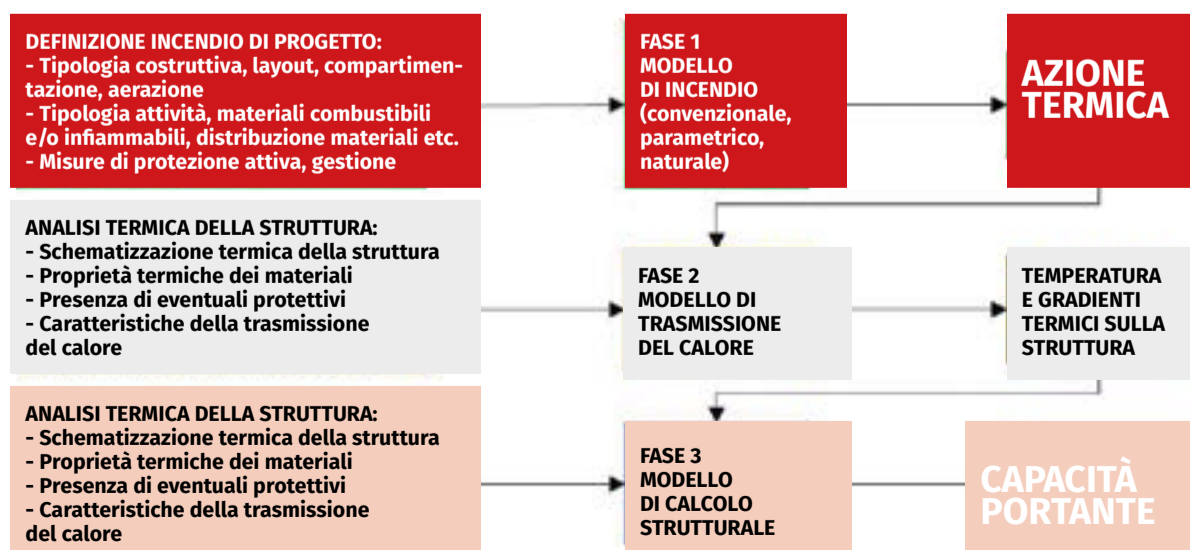 DEFINIZIONE INCENDIO DI PROGETTO:
- Tipologia costruttiva, layout, compartimen-
tazione, aerazione
- Tipologia attività, materiali combustibili
e/o infiammabili, distribuzione materiali etc.
- Misure di protezione attiva, gestione
FASE 1
MODELLO
DI INCENDIO
(convenzionale,
parametrico,
naturale)
AZIONE
TERMICA
ANALISI TERMICA DELLA STRUTTURA:
- Schematizzazione termica della struttura
- Proprietà termiche dei materiali
- Presenza di eventuali protettivi
- Caratteristiche della trasmissione
del calore
FASE 2
MODELLO DI
TRASMISSIONE
DEL CALORE
TEMPERATURA
E GRADIENTI
TERMICI SULLA
STRUTTURA
ANALISI TERMICA DELLA STRUTTURA:
- Schematizzazione termica della struttura
- Proprietà termiche dei materiali
- Presenza di eventuali protettivi
- Caratteristiche della trasmissione
del calore
FASE 3
MODELLO
DI CALCOLO
STRUTTURALE
CAPACITÀ
PORTANTE